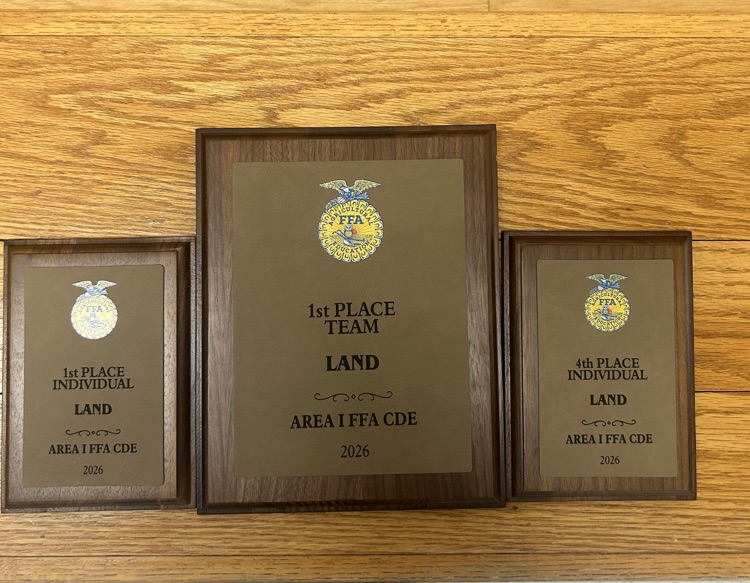 1st PLACE
INDIVIDUAL
LAND
AREA I FFA CDE
2026
AGRICULTURAL
FFA
1st PLACE
TEAM
LAND
AREA I FFA CDE
2026
FFA
4th PLACE
INDIVIDUAL
LAND
AREA I FFA CDE
2026